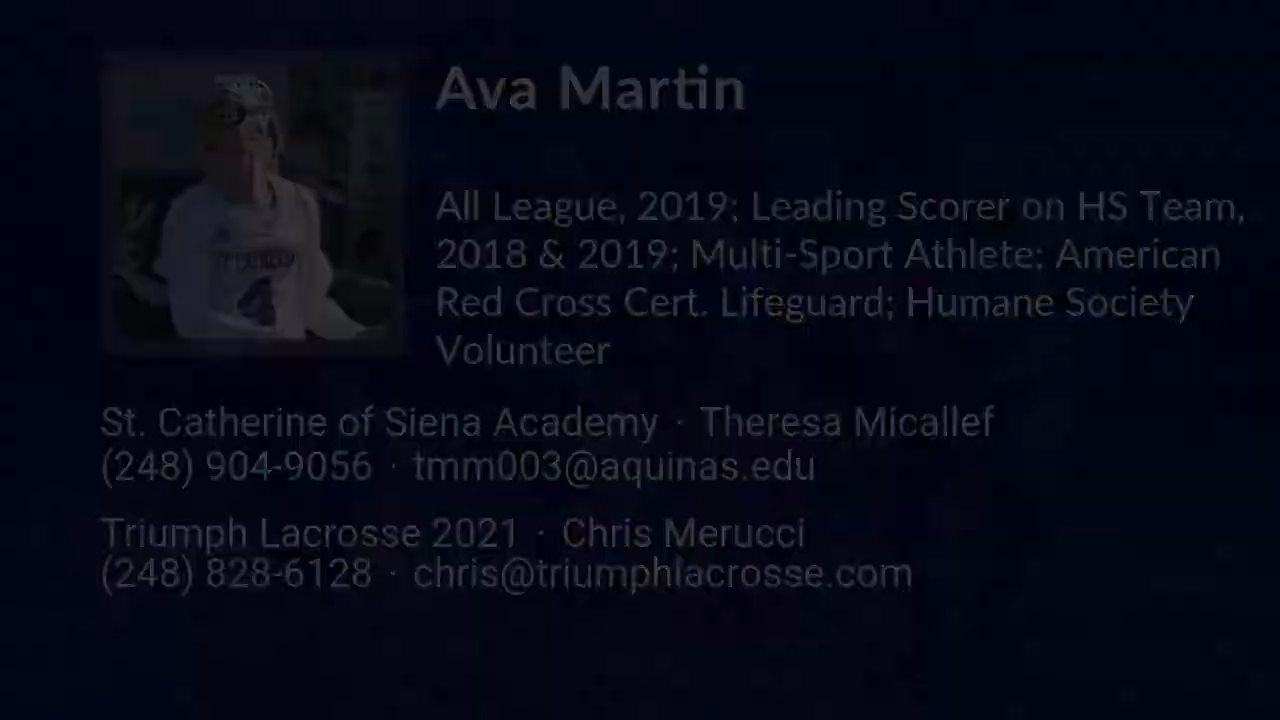 Ava Martin
All League, 2019; Leading Scorer on HS Team,
2018 & 2019; Multi-Sport Athlete; American
Red Cross Cert. Lifeguard; Humane Society
Volunteer
St. Catherine of Siena Academy · Theresa Micallef
(248) 904-9056 · tmm003@aquinas.edu
Triumph Lacrosse 2021 · Chris Merucci
(248) 828-6128 · chris@triumphlacrosse.com